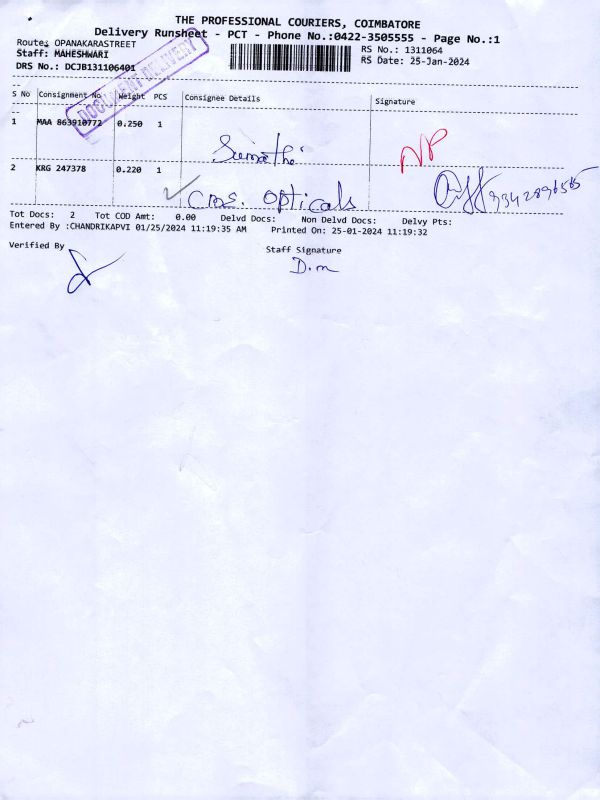 THE PROFESSIONAL COURIERS, COIMBATORE
Delivery Runsheet - PCT - Phone No.:0422-3505555 - Page No.:1
Route: OPANAKARASTREET
Staff: MAHESHWARI
DRS No.: DCJB131106401
RS No.: 1311064
RS Date: 25-Jan-2024
DOCUMENT DELIVERY
S No Consignment No Weight PCS Consignee Details Signature
1 MAA 863910772 0.250 1
Sumathi NP
2 KRG 247378 0.220 1
Opticals
Tot Docs: 2 Tot COD Amt: 0.00 Delvd Docs: Non Delvd Docs: Delvy Pts:
Entered By :CHANDRIKAPVI 01/25/2024 11:19:35 AM Printed On: 25-01-2024 11:19:32
Verified By Staff Signature
D.m